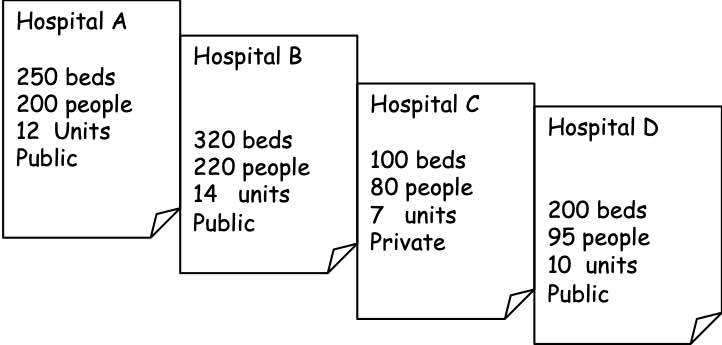 Hospital A
250 beds
200 people
12 Units
Public
Hospital B
320 beds
220 people
14 units
Public
Hospital C
100 beds
80 people
7 units
Private
Hospital D
200 beds
95 people
10 units
Public